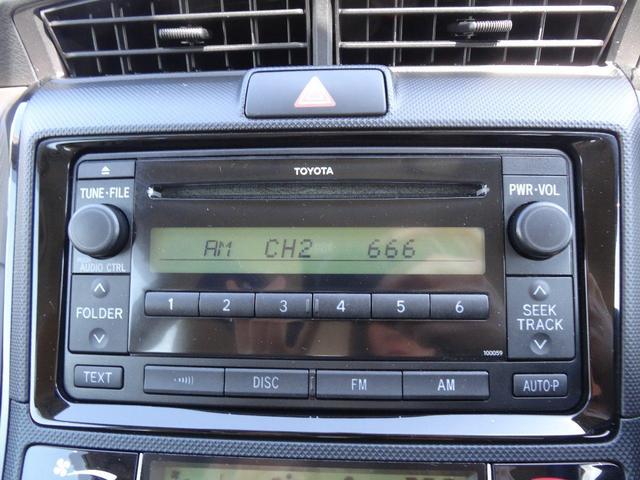 TOYOTA
TUNE·FILE
PWR·VOL
AM CH2 666
AUDIO CTRL
1 2 3 4 5 6
FOLDER
SEEK
TRACK
100059
TEXT
DISC
FM
AM
AUTO·P